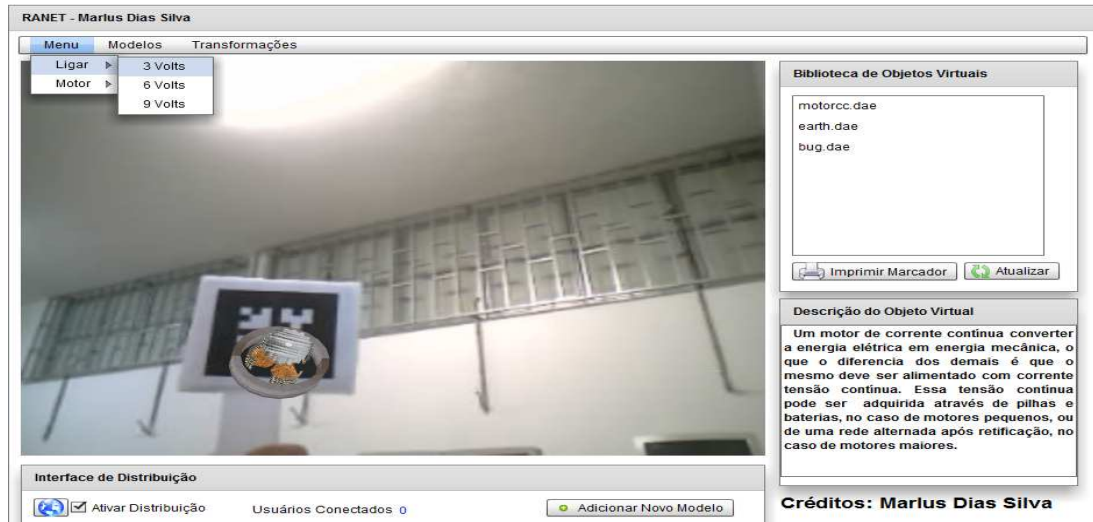 RANET - Marlus Dias Silva
Menu Modelos Transformações
Ligar
Motor
3 Volts
6 Volts
9 Volts
Biblioteca de Objetos Virtuais
motorcc.dae
earth.dae
bug.dae
Imprimir Marcador Atualizar
Descrição do Objeto Virtual
Um motor de corrente contínua converter
a energia elétrica em energia mecânica, o
que o diferencia dos demais é que o
mesmo deve ser alimentado com corrente
tensão contínua. Essa tensão contínua
pode ser adquirida através de pilhas e
baterias, no caso de motores pequenos, ou
de uma rede alternada após retificação, no
caso de motores maiores.
Interface de Distribuição
Ativar Distribuição Usuários Conectados 0 Adicionar Novo Modelo
Créditos: Marlus Dias Silva